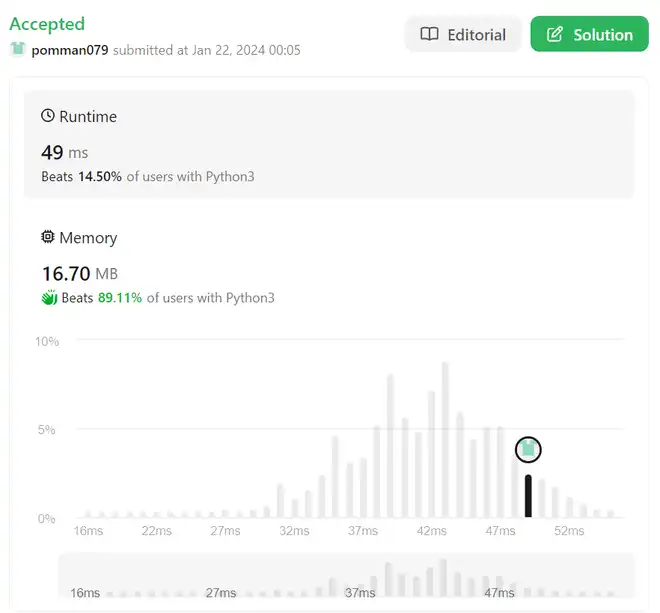 Accepted
pomman079 submitted at Jan 22, 2024 00:05
Editorial
Solution
Runtime
49 ms
Beats 14.50% of users with Python3
Memory
16.70 MB
Beats 89.11% of users with Python3
10%
5%
0%
16ms 22ms 27ms 32ms 37ms 42ms 47ms 52ms
16ms 27ms 37ms 47ms